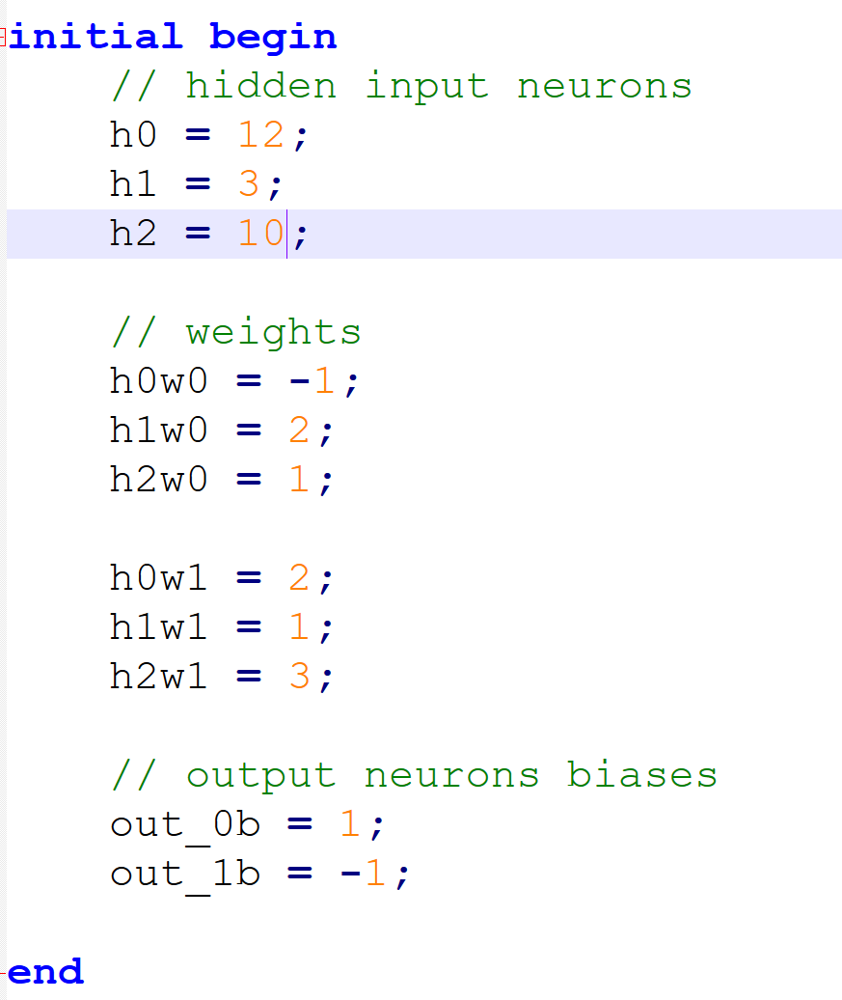 initial begin
// hidden input neurons
h0 = 12;
h1 = 3;
h2 = 10;
// weights
h0w0 = -1;
h1w0 = 2;
h2w0 = 1;
h0w1 = 2;
h1w1 = 1;
h2w1 = 3;
// output neurons biases
out_0b = 1;
out_1b = -1;
end